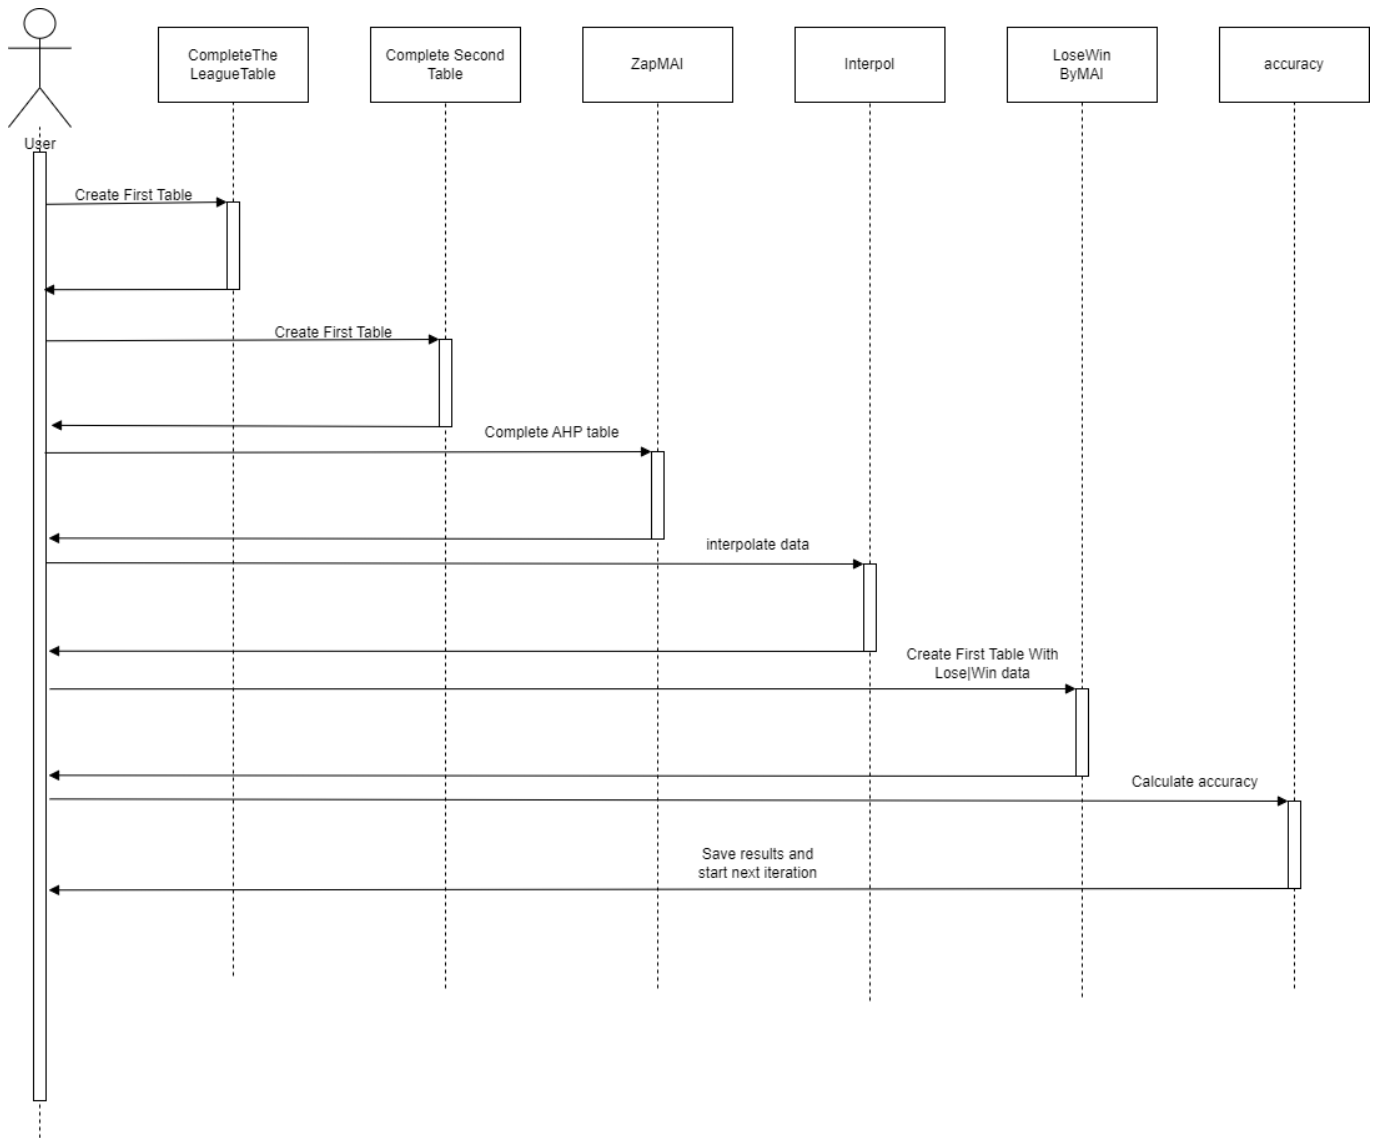 CompleteThe
LeagueTable
Complete Second
Table
ZapMAI
Interpol
LoseWin
ByMAI
accuracy
User
Create First Table
Create First Table
Complete AHP table
interpolate data
Create First Table With
Lose|Win data
Calculate accuracy
Save results and
start next iteration